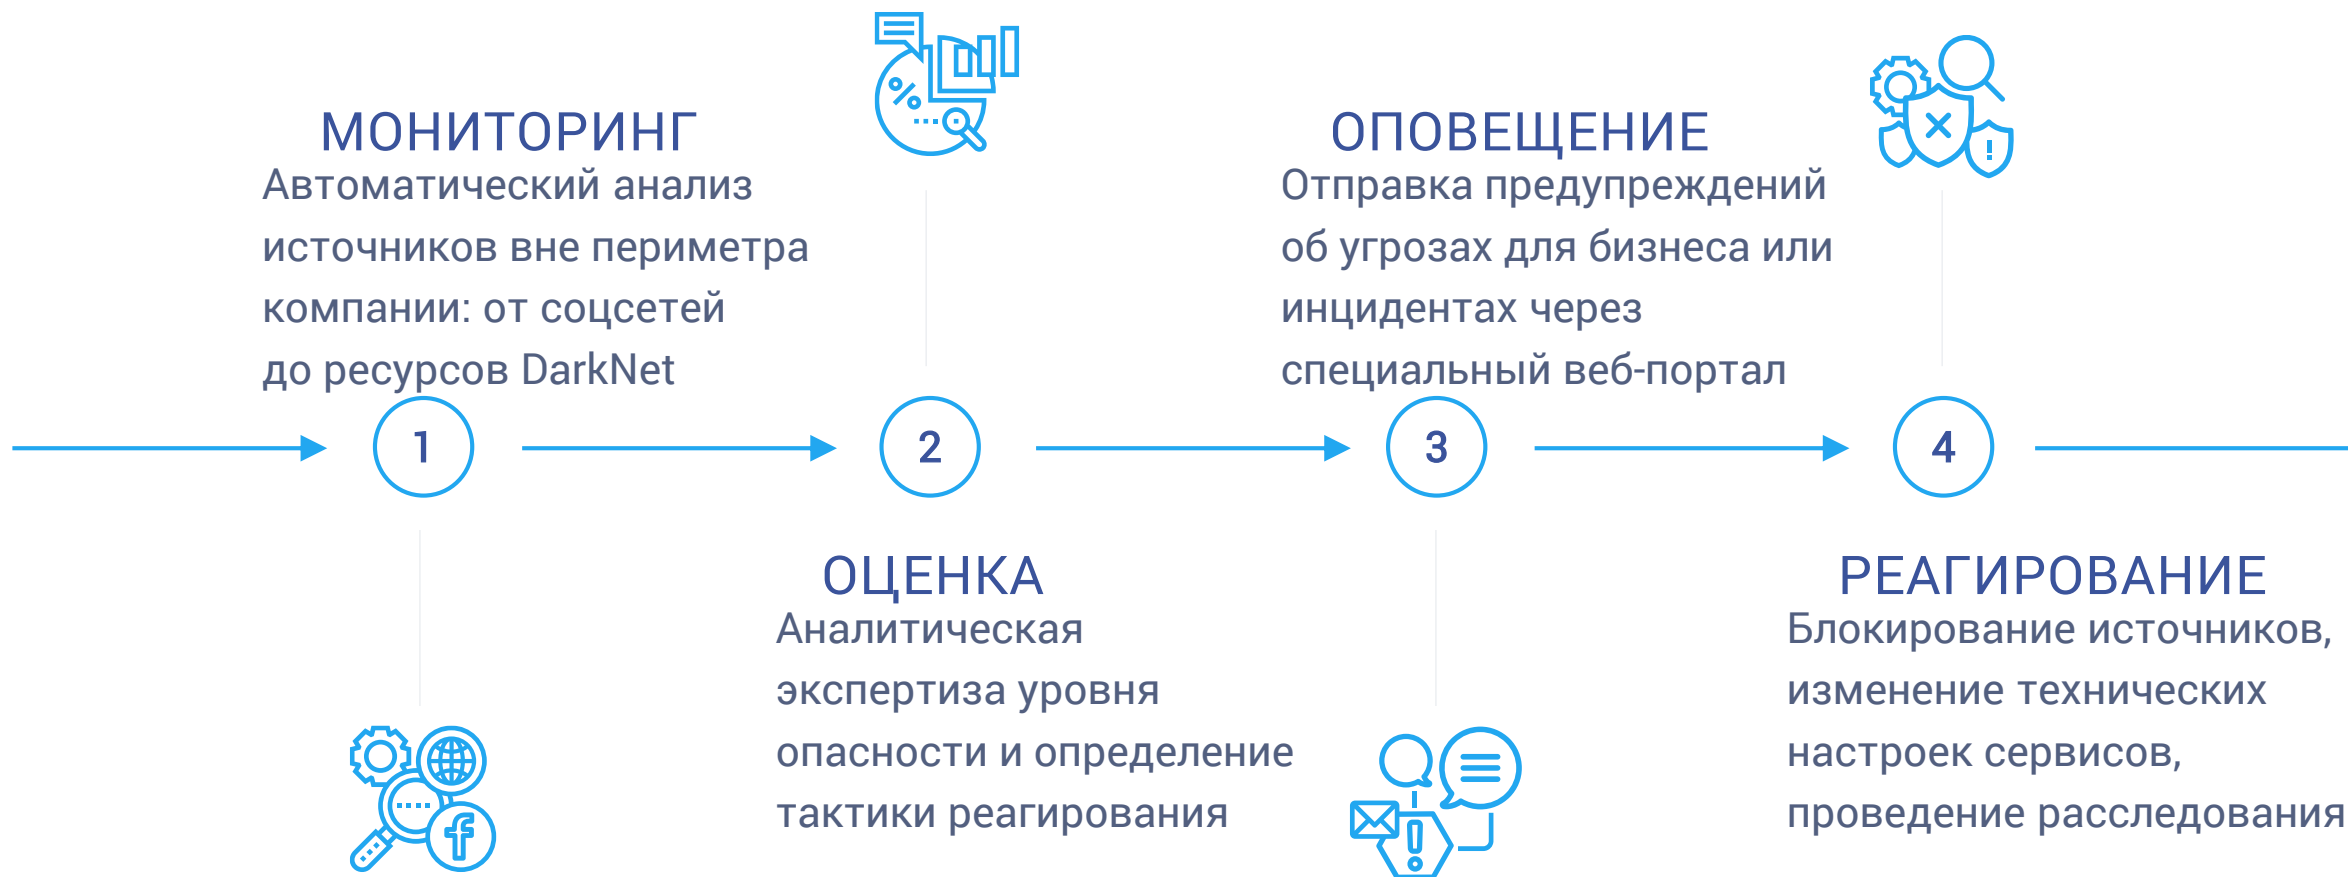 МОНИТОРИНГ
Автоматический анализ
источников вне периметра
компании: от соцсетей
до ресурсов DarkNet
1
2
ОЦЕНКА
Аналитическая
экспертиза уровня
опасности и определение
тактики реагирования
ОПОВЕЩЕНИЕ
Отправка предупреждений
об угрозах для бизнеса или
инцидентах через
специальный веб-портал
3
4
РЕАГИРОВАНИЕ
Блокирование источников,
изменение технических
настроек сервисов,
проведение расследования